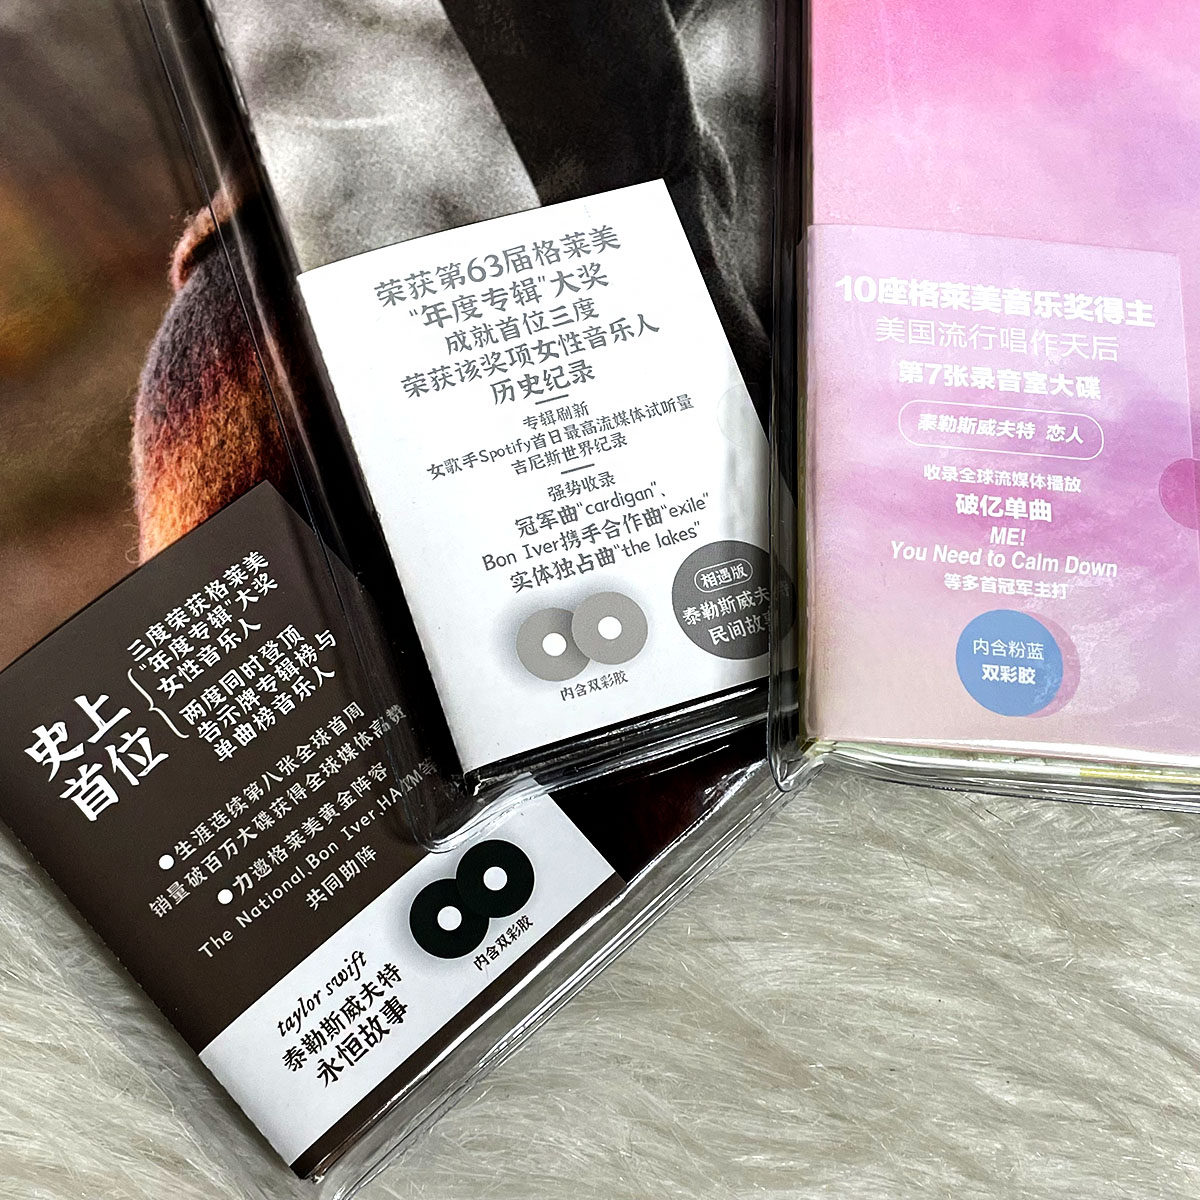 三度荣获格莱美
“年度专辑”大奖
女性音乐人
史上
首位
两度同时登顶
告示牌专辑榜与
单曲榜音乐人
●生涯连续第八张全球首周
销量破百万大碟获得全球媒体高赞
●力邀格莱美黄金阵容
The National、Bon Iver、HAIM等
共同助阵
内含双彩胶
taylor swift
泰勒斯威夫特
永恒故事
荣获第63届格莱美
“年度专辑”大奖
成就首位三度
荣获该奖项女性音乐人
历史纪录
专辑刷新
女歌手Spotify首日最高流媒体试听量
吉尼斯世界纪录
强势收录
冠军曲“cardigan”、
Bon Iver携手合作曲“exile”
实体独占曲“the lakes”
内含双彩胶
相遇版
泰勒斯威夫特
民间故事
10座格莱美音乐奖得主
美国流行唱作天后
第7张录音室大碟
泰勒斯威夫特 恋人
收录全球流媒体播放
破亿单曲
ME!
You Need to Calm Down
等多首冠军主打
内含粉蓝
双彩胶